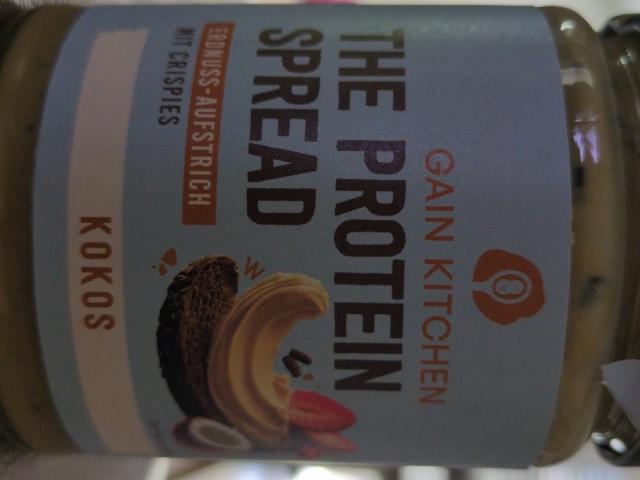 GAIN KITCHEN
THE PROTEIN
SPREAD
ERDNUSS-AUFSTRICH
MIT CRISPIES
KOKOS